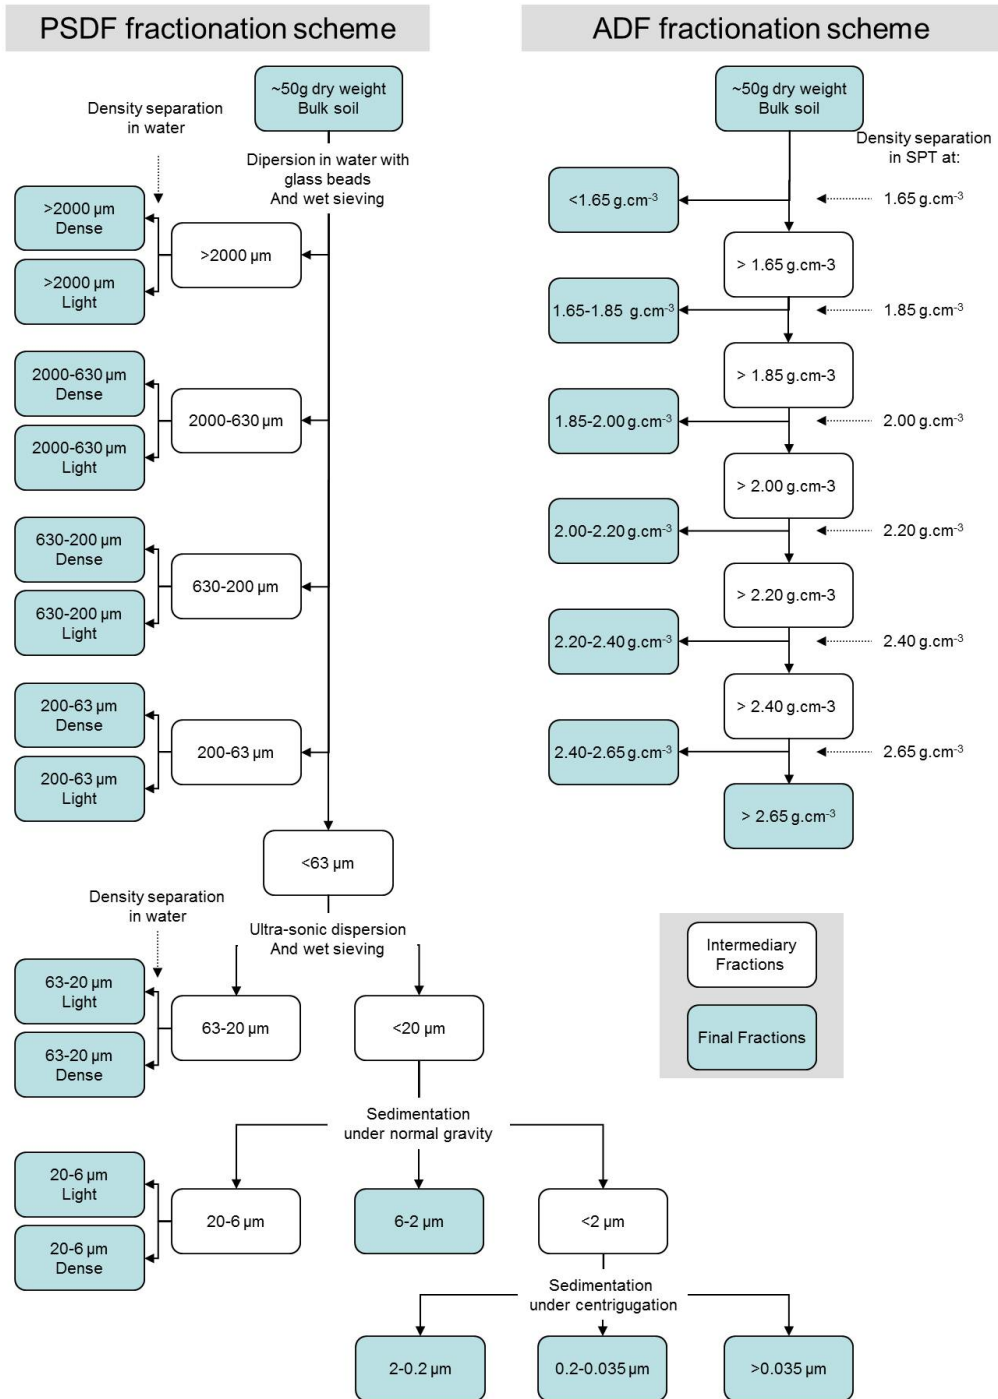 PSDF fractionation scheme
~50g dry weight
Bulk soil
Density separation
in water
Dipersion in water with
glass beads
And wet sieving
>2000 µm
Dense
>2000 µm
Light
>2000 µm
2000-630 µm
Dense
2000-630 µm
Light
2000-630 µm
630-200 µm
Dense
630-200 µm
Light
630-200 µm
200-63 µm
Dense
200-63 µm
Light
200-63 µm
<63 µm
Density separation
in water
Ultra-sonic dispersion
And wet sieving
63-20 µm
Light
63-20 µm
Dense
63-20 µm
<20 µm
Sedimentation
under normal gravity
20-6 µm
Light
20-6 µm
Dense
20-6 µm
6-2 µm
<2 µm
Sedimentation
under centrigugation
2-0.2 µm
0.2-0.035 µm
>0.035 µm
ADF fractionation scheme
~50g dry weight
Bulk soil
Density separation
in SPT at:
<1.65 g.cm⁻³
1.65 g.cm⁻³
> 1.65 g.cm-3
1.65-1.85 g.cm⁻³
1.85 g.cm⁻³
> 1.85 g.cm-3
1.85-2.00 g.cm⁻³
2.00 g.cm⁻³
> 2.00 g.cm-3
2.00-2.20 g.cm⁻³
2.20 g.cm⁻³
> 2.20 g.cm-3
2.20-2.40 g.cm⁻³
2.40 g.cm⁻³
> 2.40 g.cm-3
2.40-2.65 g.cm⁻³
2.65 g.cm⁻³
> 2.65 g.cm⁻³
Intermediary
Fractions
Final Fractions